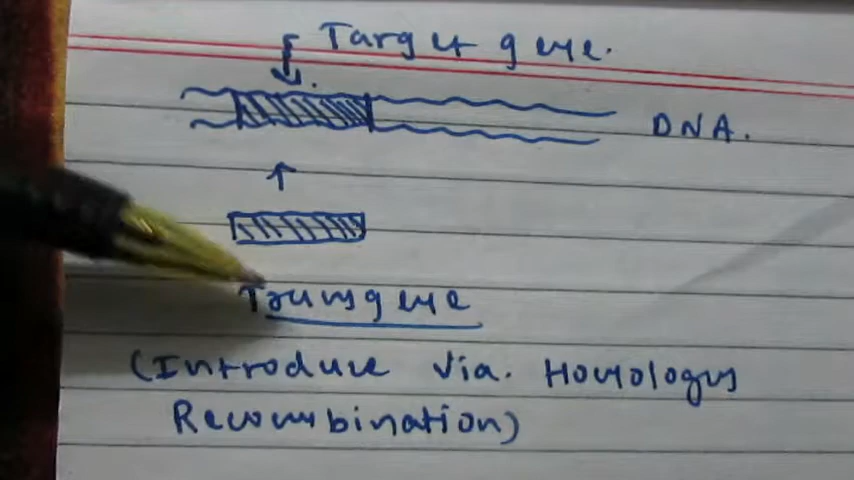 Target gene.
DNA.
Transgene
(Introduce via. Homologus
Recombination)